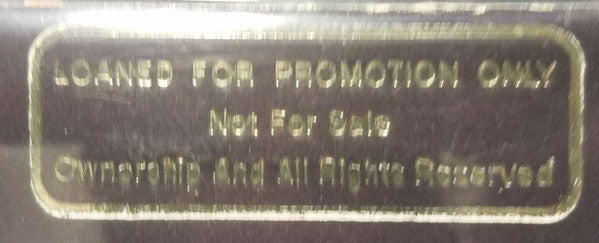 LOANED FOR PROMOTION ONLY
Not For Sale
Ownership And All Rights Reserved